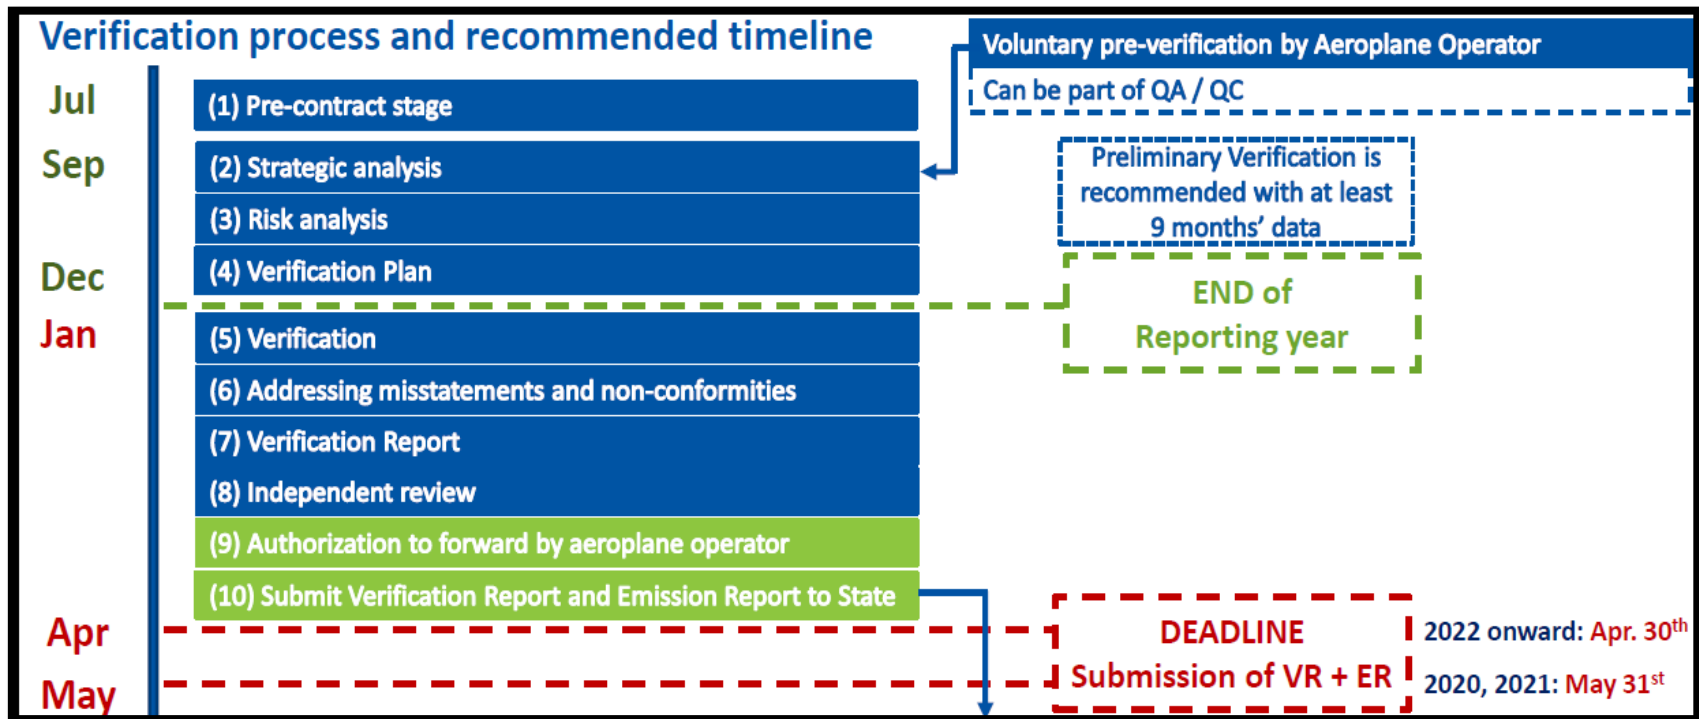 Verification process and recommended timeline
Voluntary pre-verification by Aeroplane Operator
Can be part of QA / QC
Jul
(1) Pre-contract stage
Sep
(2) Strategic analysis
Preliminary Verification is
recommended with at least
9 months' data
(3) Risk analysis
Dec
(4) Verification Plan
END of
Reporting year
Jan
(5) Verification
(6) Addressing misstatements and non-conformities
(7) Verification Report
(8) Independent review
(9) Authorization to forward by aeroplane operator
(10) Submit Verification Report and Emission Report to State
Apr
DEADLINE
Submission of VR + ER
2022 onward: Apr. 30th
May
2020, 2021: May 31st